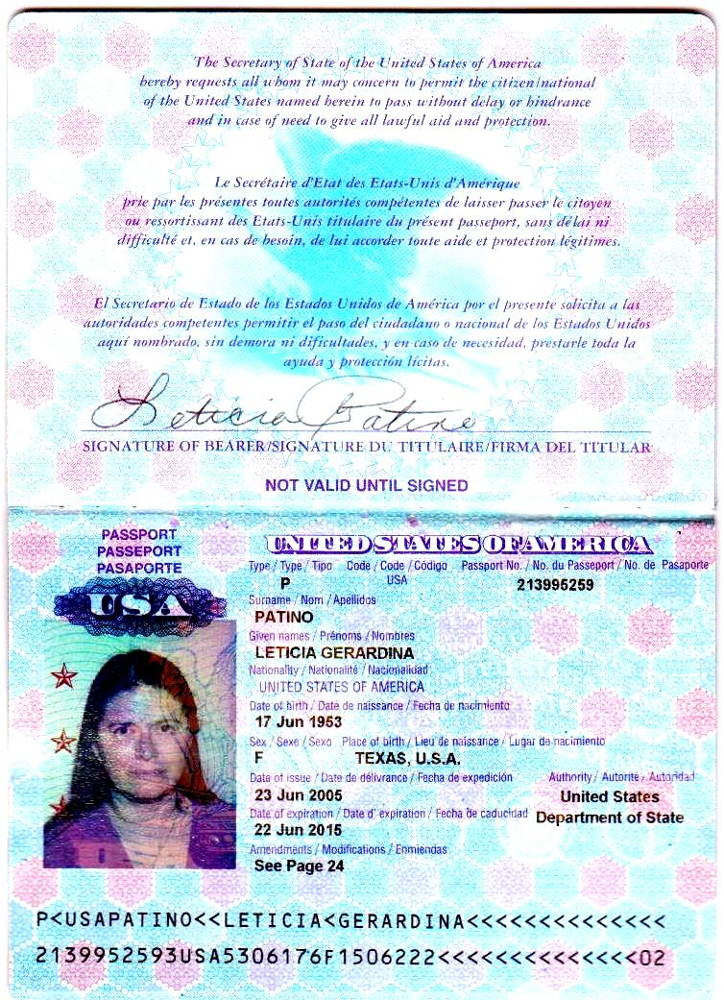 The Secretary of State of the United States of America
hereby requests all whom it may concern to permit the citizen/national
of the United States named herein to pass without delay or hindrance
and in case of need to give all lawful aid and protection.
Le Secrétaire d'Etat des Etats-Unis d'Amérique
prie par les présentes toutes autorités compétentes de laisser passer le citoyen
ou ressortissant des Etats-Unis titulaire du présent passeport, sans délai ni
difficulté et, en cas de besoin, de lui accorder toute aide et protection légitimes.
El Secretario de Estado de los Estados Unidos de América por el presente solicita a las
autoridades competentes permitir el paso del ciudadano o nacional de los Estados Unidos
aquí nombrado, sin demora ni dificultades, y en caso de necesidad, prestarle toda la
ayuda y protección lícitas.
Leticia Patino
SIGNATURE OF BEARER/SIGNATURE DU TITULAIRE/FIRMA DEL TITULAR
NOT VALID UNTIL SIGNED
PASSPORT
PASSEPORT
PASAPORTE
USA
UNITED STATES OF AMERICA
Type / Type / Tipo Code / Code / Código Passport No. / No. du Passeport / No. de Pasaporte
P USA 213995259
Surname / Nom / Apellidos
PATINO
Given names / Prénoms / Nombres
LETICIA GERARDINA
Nationality / Nationalité / Nacionalidad
UNITED STATES OF AMERICA
Date of birth / Date de naissance / Fecha de nacimiento
17 Jun 1953
Sex / Sexe / Sexo Place of birth / Lieu de naissance / Lugar de nacimiento
F TEXAS, U.S.A.
Date of issue / Date de délivrance / Fecha de expedición Authority / Autorité / Autoridad
23 Jun 2005 United States
Date of expiration / Date d' expiration / Fecha de caducidad Department of State
22 Jun 2015
Amendments / Modifications / Enmiendas
See Page 24
P<USAPATINO<<LETICIA<GERARDINA<<<<<<<<<<<<<<
2139952593USA5306176F1506222<<<<<<<<<<<<<<02